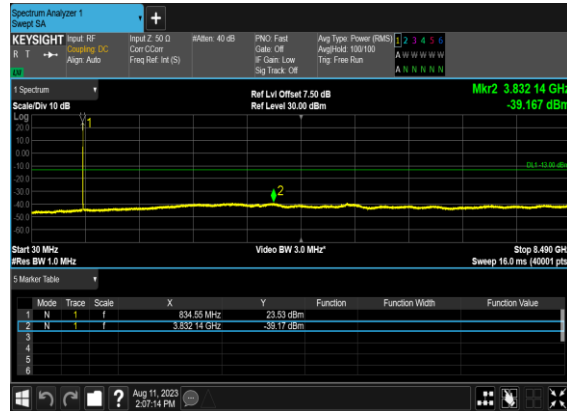 Spectrum Analyzer 1
Swept SA
+
KEYSIGHT Input: RF Input Z: 50 Ω #Atten: 40 dB PNO: Fast Avg Type: Power (RMS) 1 2 3 4 5 6
R T Coupling: DC Corr CCorr Gate: Off Avg|Hold: 100/100 A W W W W W
Align: Auto Freq Ref: Int (S) IF Gain: Low Trig: Free Run
Sig Track: Off A N N N N N
1 Spectrum Ref Lvl Offset 7.50 dB Mkr2 3.832 14 GHz
Scale/Div 10 dB Ref Level 30.00 dBm -39.167 dBm
Log
20.0 1
10.0
0.00
-10.0 DL1 -13.00 dBm
-20.0
-30.0 2
-40.0
-50.0
-60.0
Start 30 MHz Video BW 3.0 MHz* Stop 8.490 GHz
#Res BW 1.0 MHz Sweep 16.0 ms (40001 pts)
5 Marker Table
Mode Trace Scale X Y Function Function Width Function Value
1 N 1 f 834.55 MHz 23.53 dBm
2 N 1 f 3.832 14 GHz -39.17 dBm
3
4
5
6
? Aug 11, 2023
2:07:14 PM